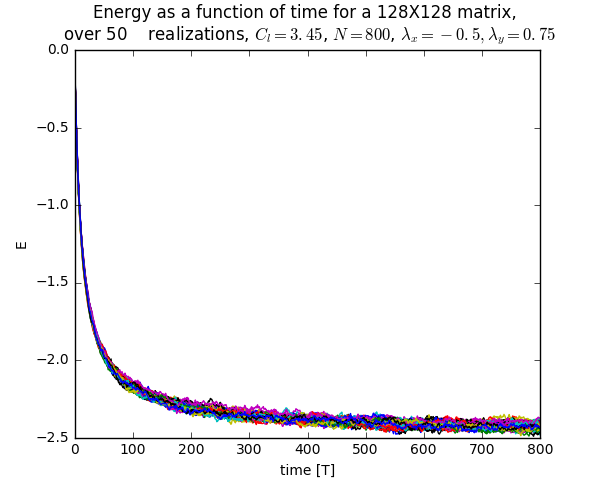 Energy as a function of time for a 128X128 matrix,
over 50 realizations, $C_l = 3.45$, $N = 800$, $\lambda_x = -0.5, \lambda_y = 0.75$
0.0
−0.5
−1.0
−1.5
−2.0
−2.5
E
0 100 200 300 400 500 600 700 800
time [T]